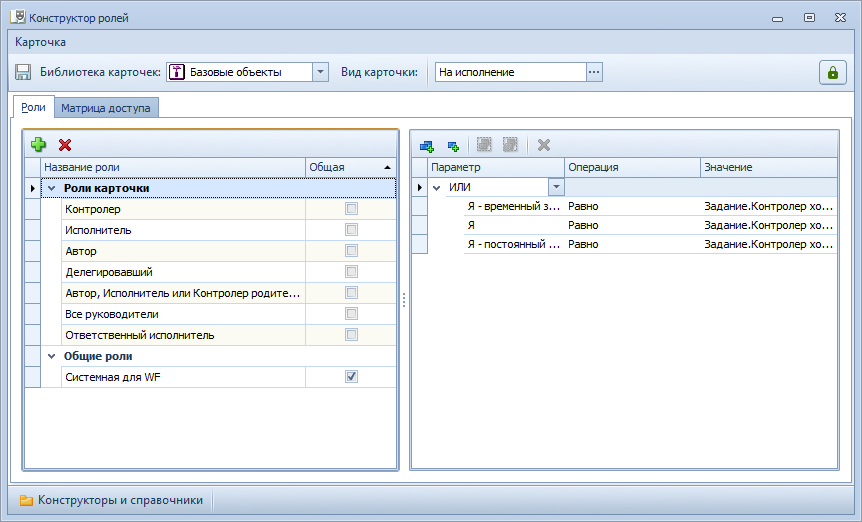 Конструктор ролей
Карточка
Библиотека карточек: Базовые объекты Вид карточки: На исполнение ...
Роли Матрица доступа
Название роли Общая
Параметр Операция Значение
Роли карточки
Контролер
Исполнитель
Автор
Делегировавший
Автор, Исполнитель или Контролер родите...
Все руководители
Ответственный исполнитель
Общие роли
Системная для WF
ИЛИ
Я - временный з... Равно Задание.Контролер хо...
Я Равно Задание.Контролер хо...
Я - постоянный ... Равно Задание.Контролер хо...
Конструкторы и справочники